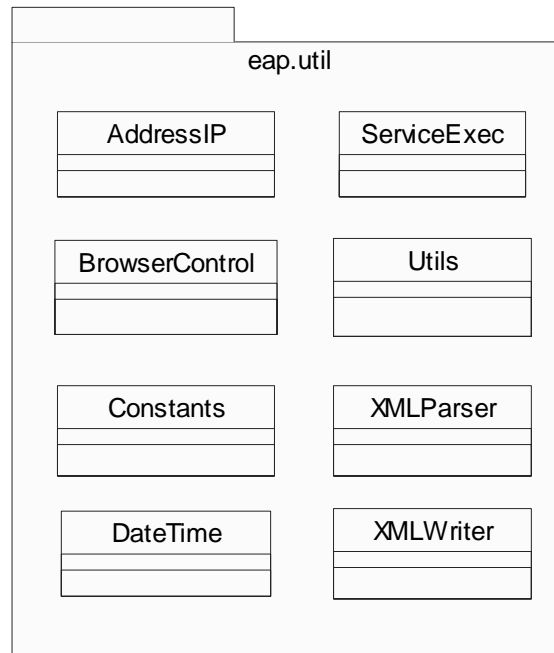 eap.util
AddressIP
ServiceExec
BrowserControl
Utils
Constants
XMLParser
DateTime
XMLWriter